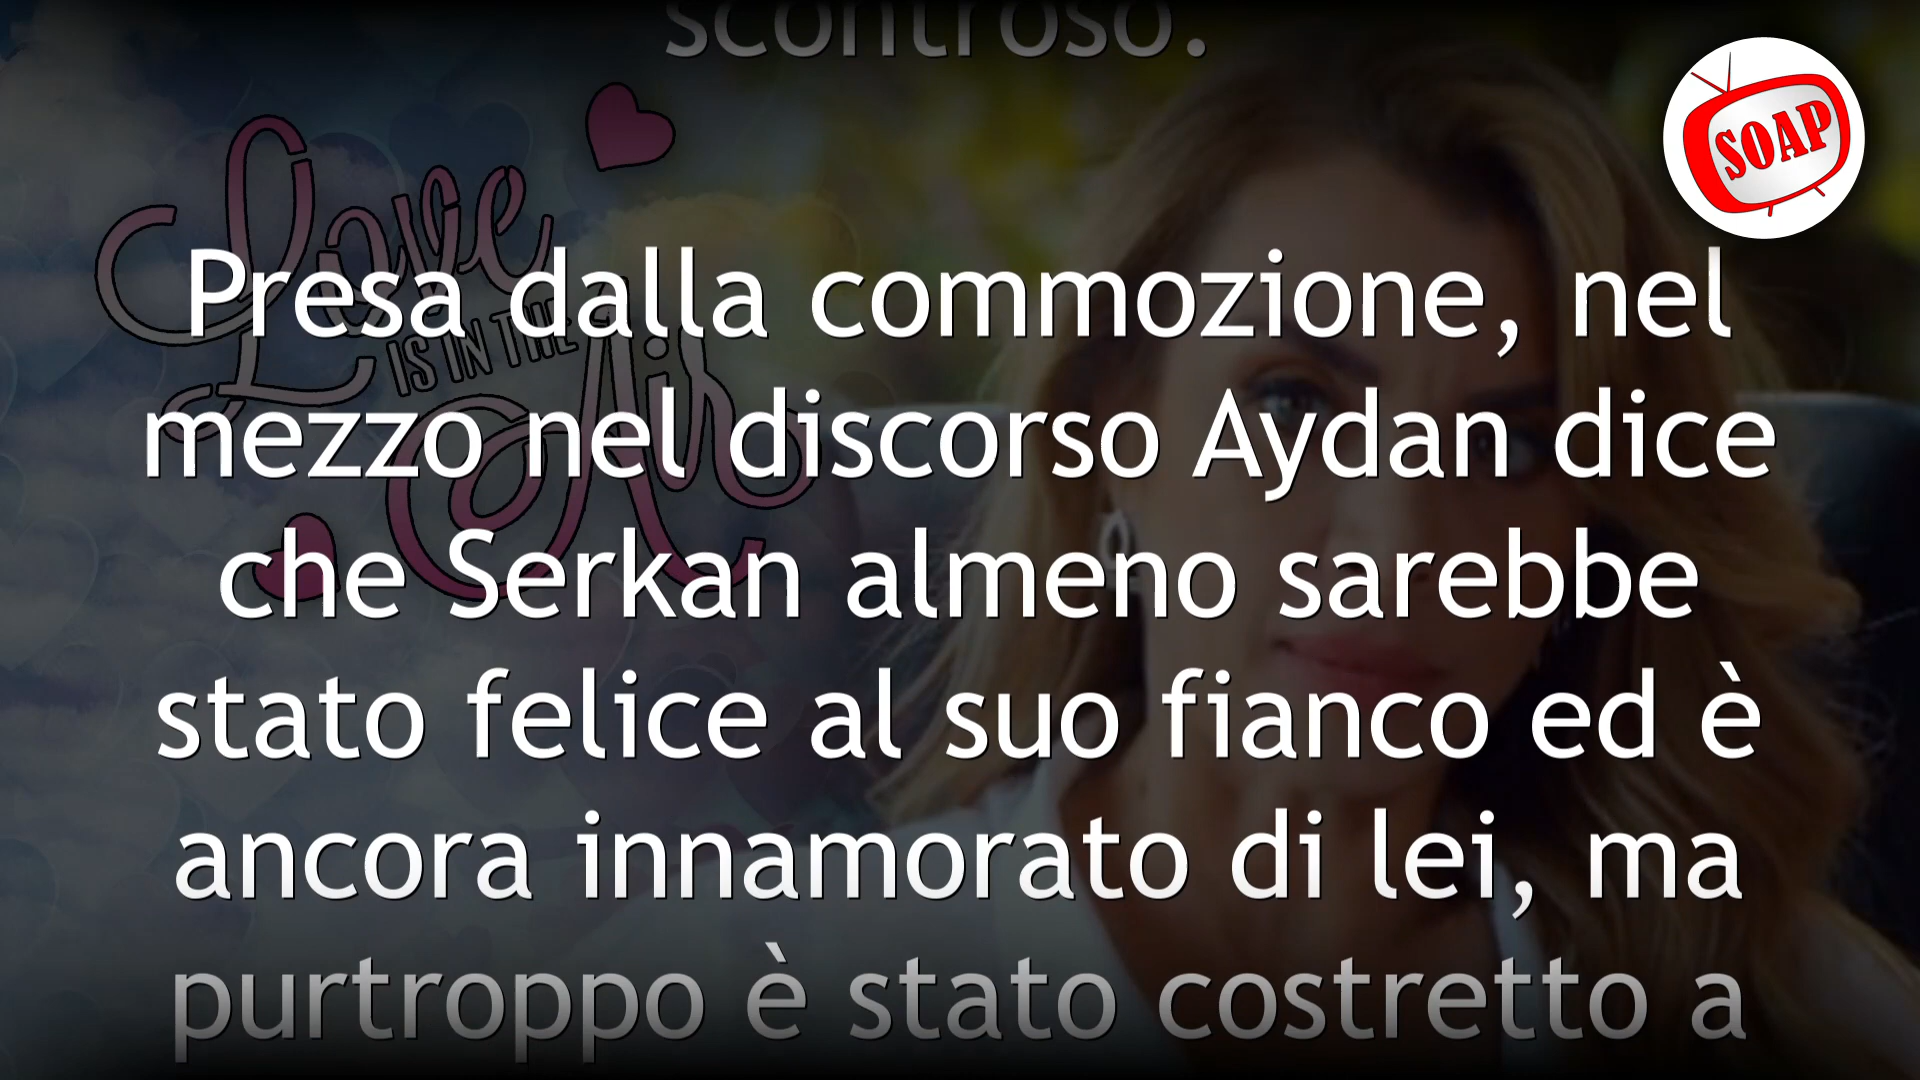 scontroso.
SOAP
Love
IS IN THE
Air
Presa dalla commozione, nel
mezzo nel discorso Aydan dice
che Serkan almeno sarebbe
stato felice al suo fianco ed è
ancora innamorato di lei, ma
purtroppo è stato costretto a